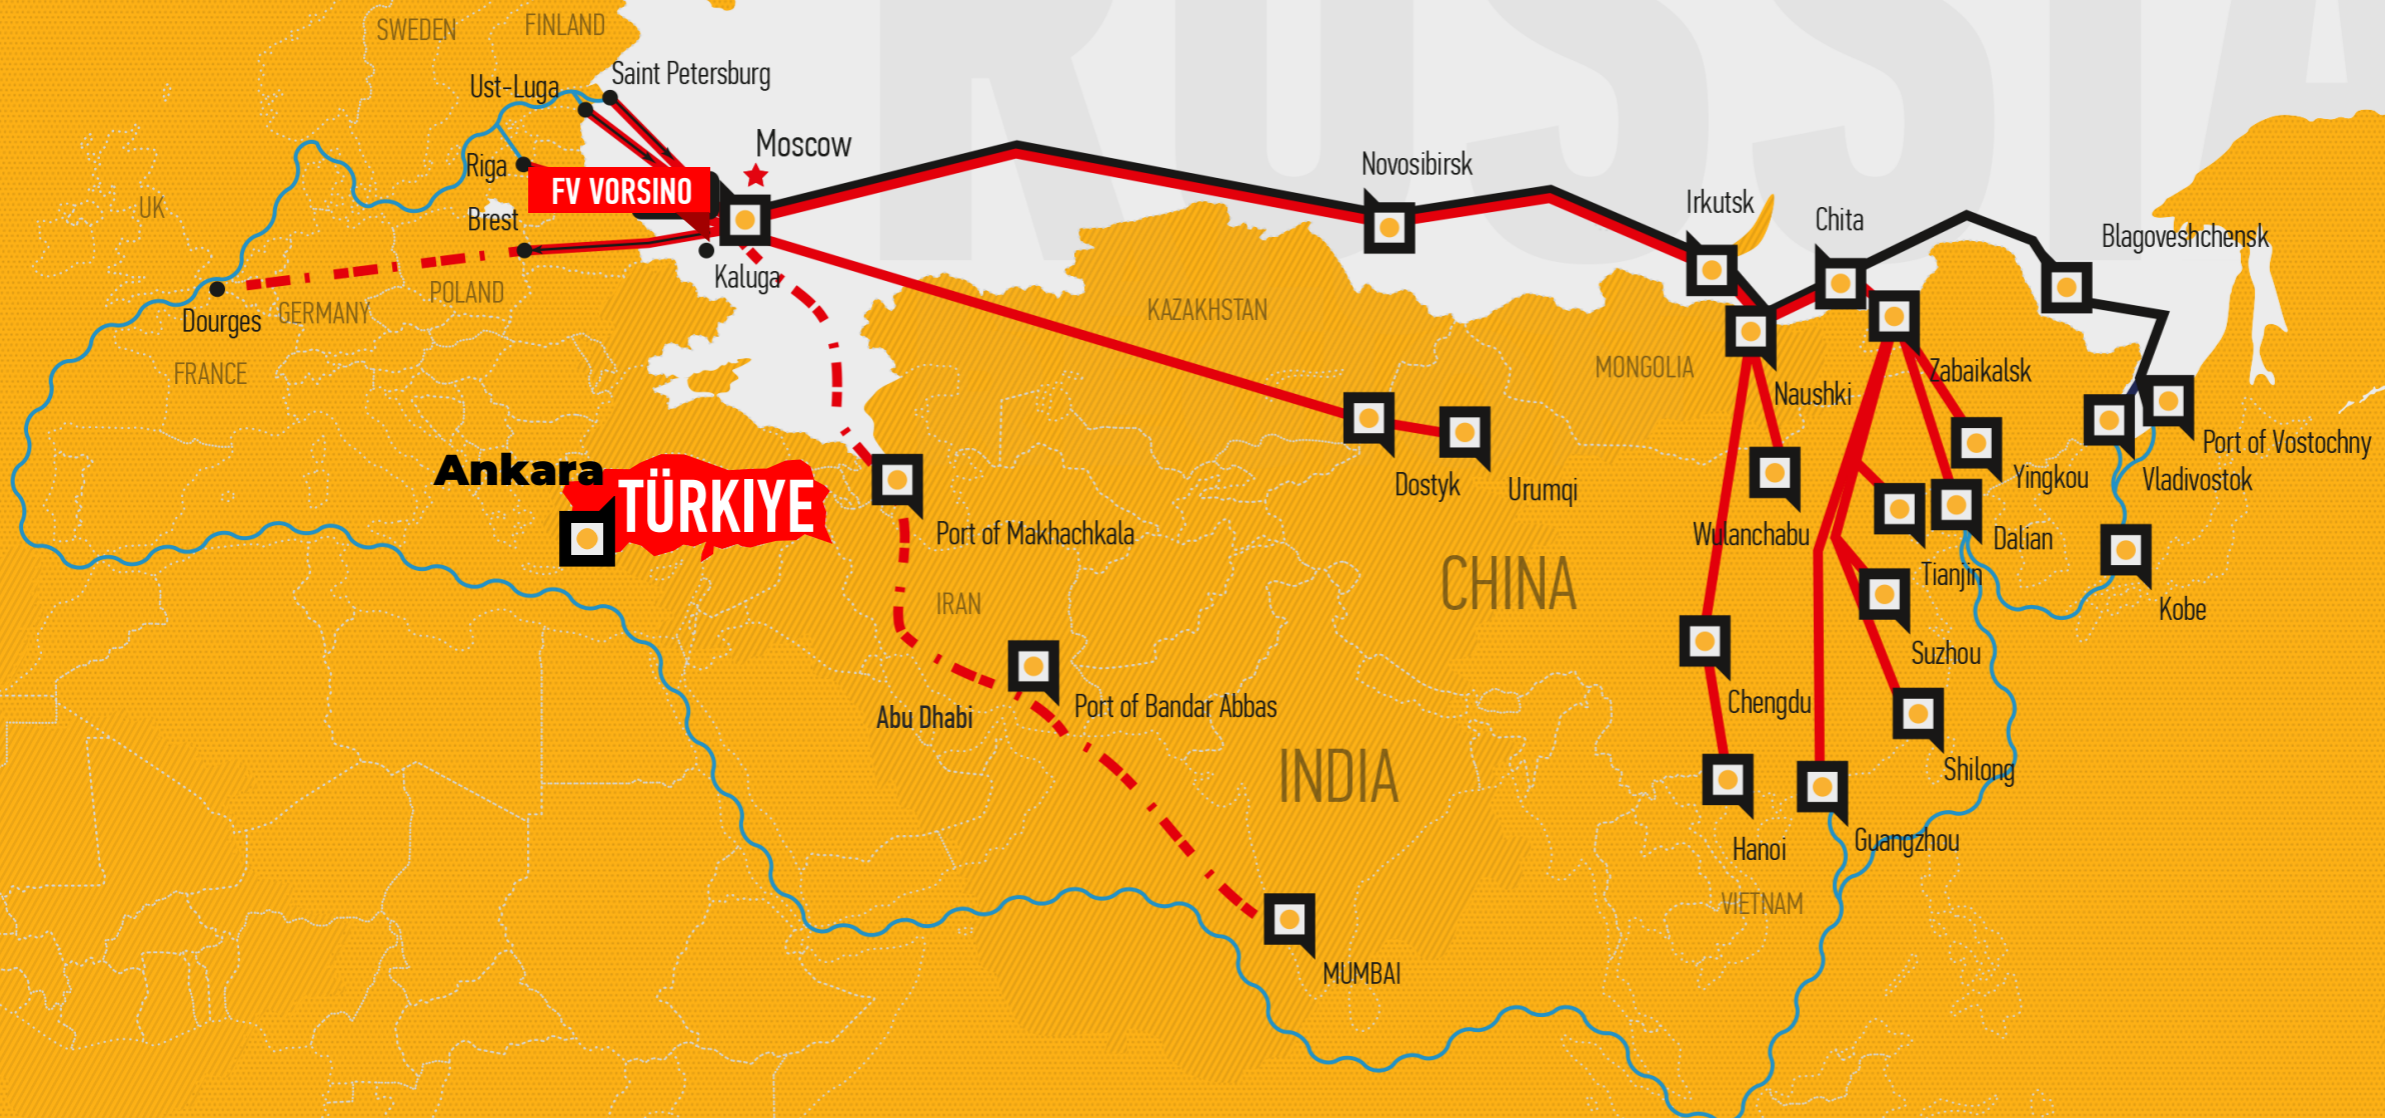 RUSSIA
SWEDEN
FINLAND
Saint Petersburg
Ust-Luga
Moscow
Riga
FV VORSINO
Novosibirsk
Irkutsk
Chita
UK
Brest
Blagoveshchensk
Kaluga
POLAND
GERMANY
Dourges
KAZAKHSTAN
FRANCE
MONGOLIA
Zabaikalsk
Naushki
Port of Vostochny
Ankara
TÜRKIYE
Dostyk
Urumqi
Yingkou
Vladivostok
Port of Makhachkala
Wulanchabu
Dalian
CHINA
Tianjin
IRAN
Kobe
Suzhou
Abu Dhabi
Port of Bandar Abbas
Chengdu
INDIA
Shilong
Hanoi
Guangzhou
VIETNAM
MUMBAI